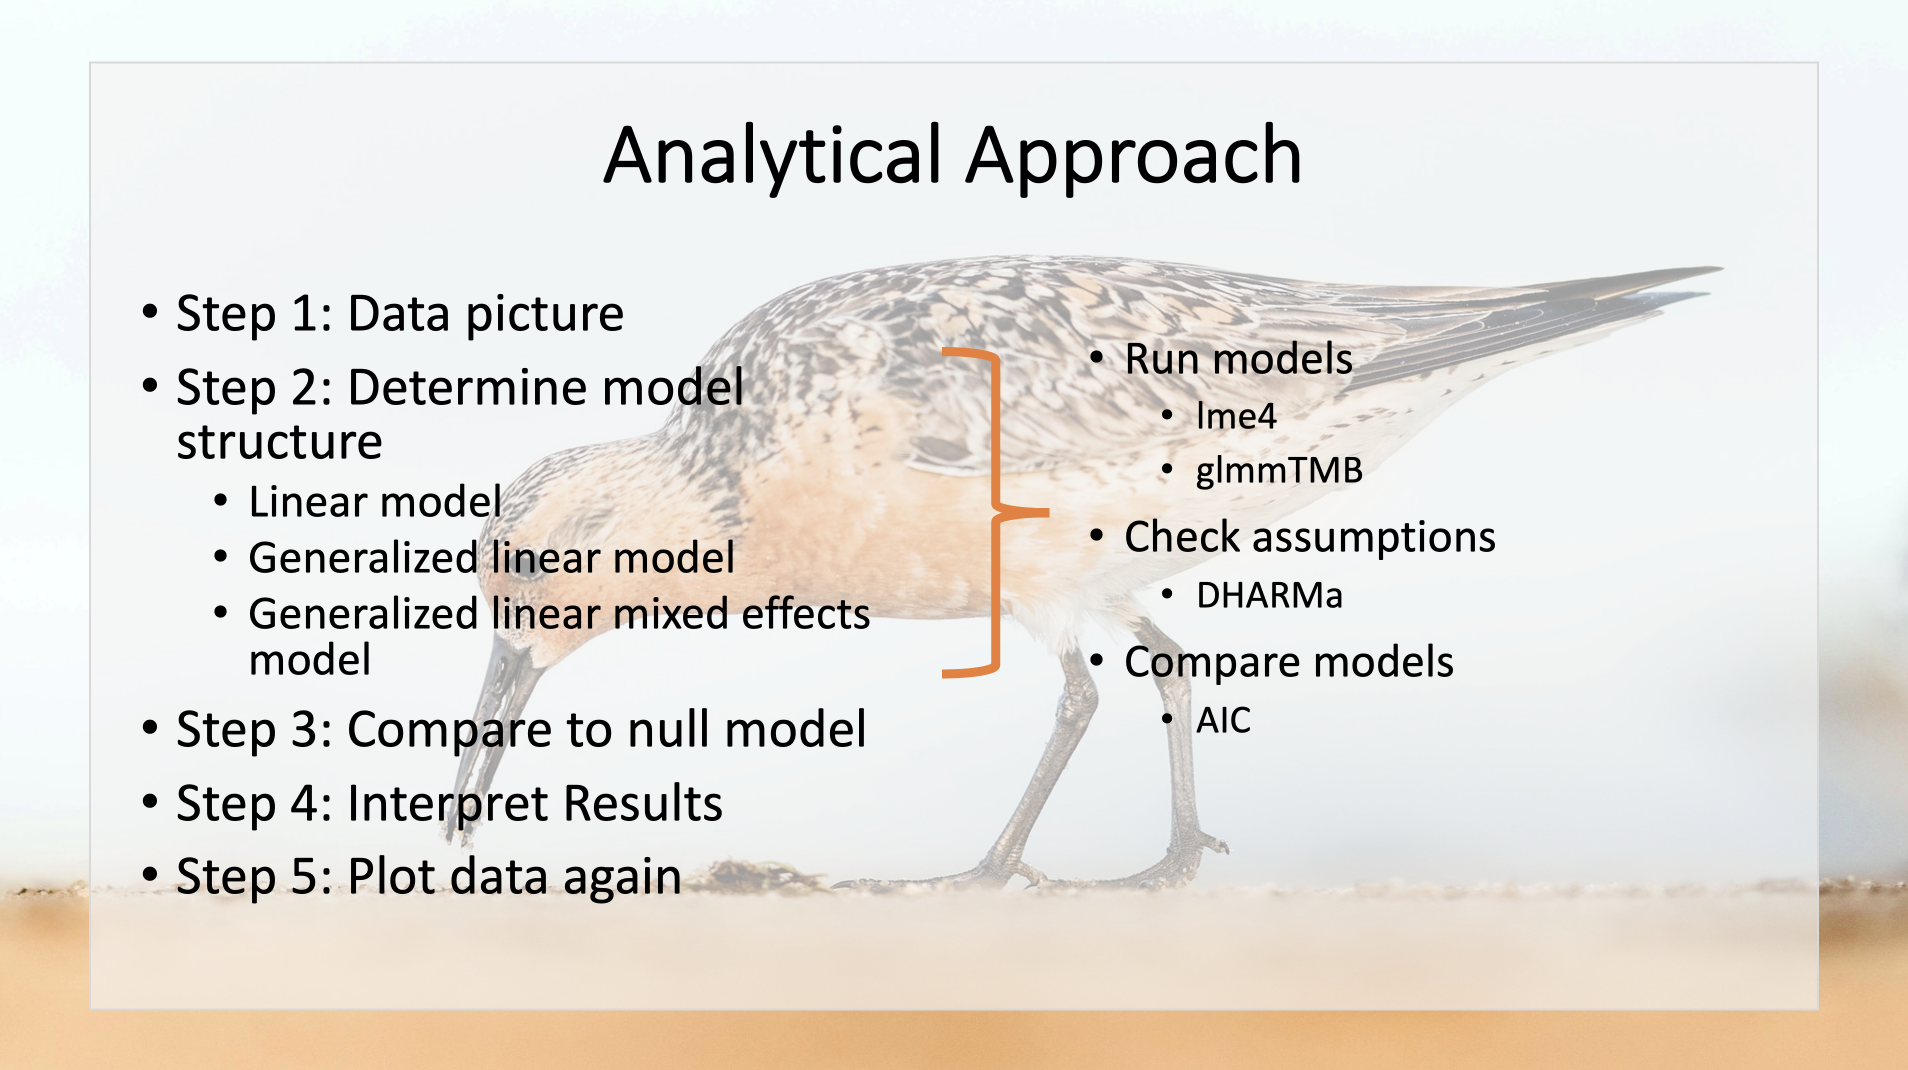 Analytical Approach
• Step 1: Data picture
• Step 2: Determine model
structure
• Linear model
• Generalized linear model
• Generalized linear mixed effects
model
• Step 3: Compare to null model
• Step 4: Interpret Results
• Step 5: Plot data again
• Run models
• lme4
• glmmTMB
• Check assumptions
• DHARMa
• Compare models
• AIC